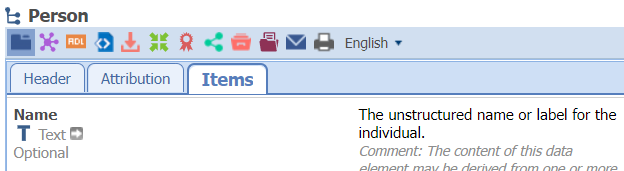 Person
ADL
English
Header Attribution Items
Name
T Text
Optional
The unstructured name or label for the
individual.
Comment: The content of this data
element may be derived from one or more